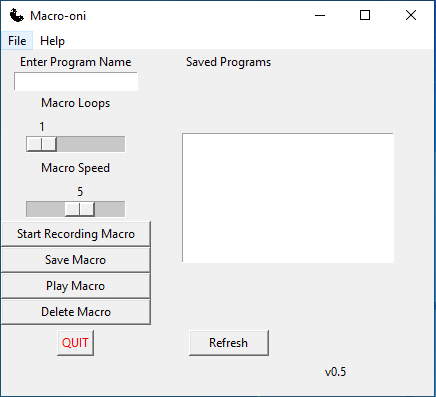 Macro-oni
File Help
Enter Program Name
Saved Programs
Macro Loops
1
Macro Speed
5
Start Recording Macro
Save Macro
Play Macro
Delete Macro
QUIT
Refresh
v0.5